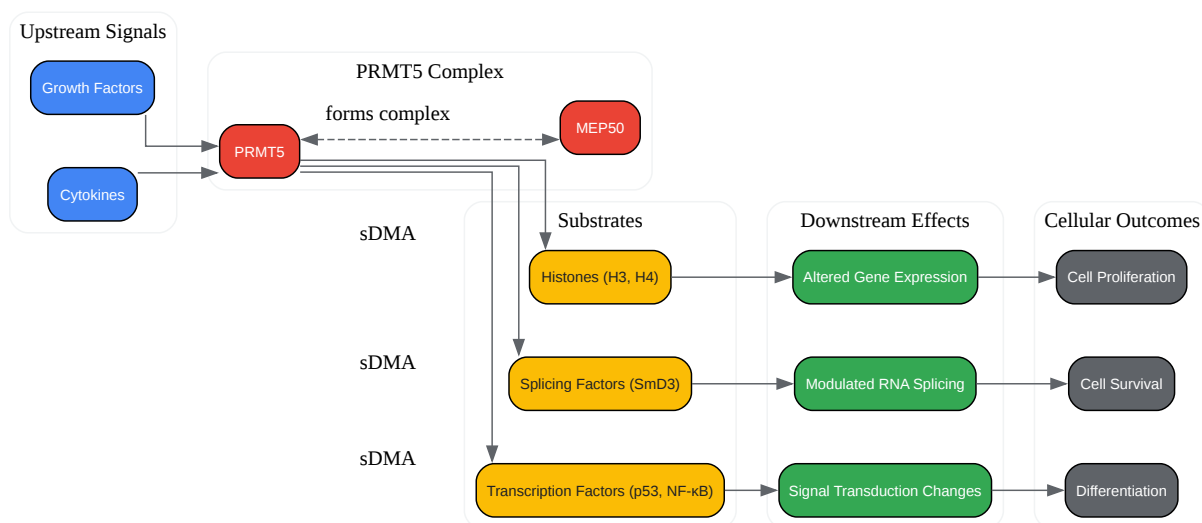 Upstream Signals
Growth Factors
Cytokines
PRMT5 Complex
forms complex
PRMT5
MEP50
sDMA
sDMA
sDMA
Substrates
Histones (H3, H4)
Splicing Factors (SmD3)
Transcription Factors (p53, NF-κB)
Downstream Effects
Altered Gene Expression
Modulated RNA Splicing
Signal Transduction Changes
Cellular Outcomes
Cell Proliferation
Cell Survival
Differentiation